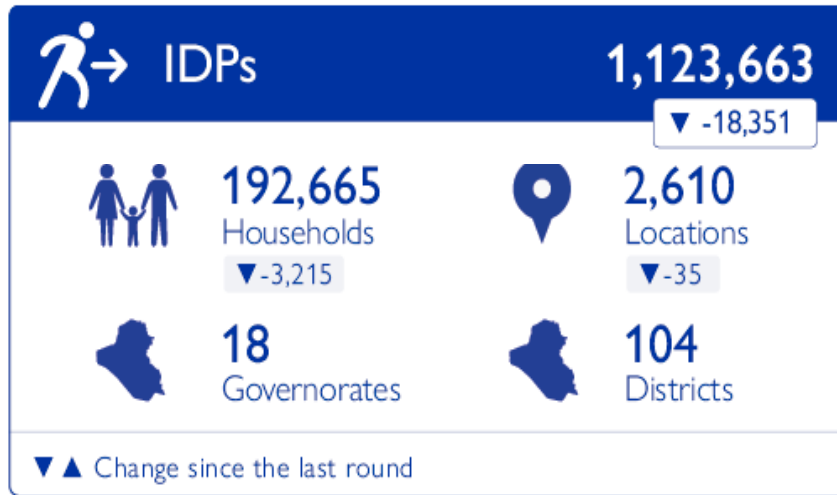 IDPs 1,123,663
▼ -18,351
192,665
Households
▼-3,215
2,610
Locations
▼-35
18
Governorates
104
Districts
▼▲ Change since the last round